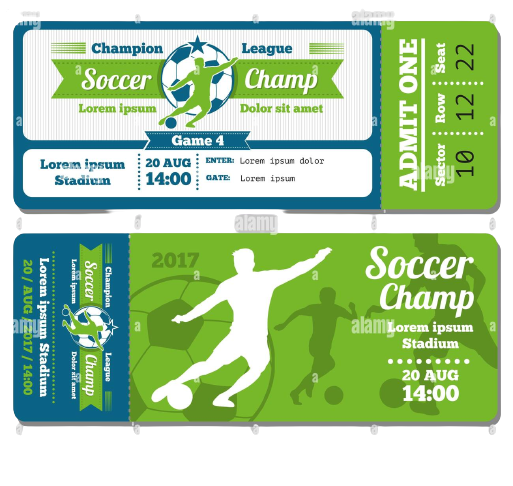 Champion League
Soccer Champ
Lorem ipsum Dolor sit amet
Game 4
Lorem ipsum
Stadium
20 AUG
14:00
ENTER: Lorem ipsum dolor
GATE: Lorem ipsum
ADMIT ONE
Sector 10
Row 12
Seat 22
20 / AUG / 2017 / 14:00
Lorem ipsum Stadium
Champion League
Soccer Champ
Lorem ipsum Dolor sit amet
2017
Soccer
Champ
Lorem ipsum
Stadium
20 AUG
14:00
alamy